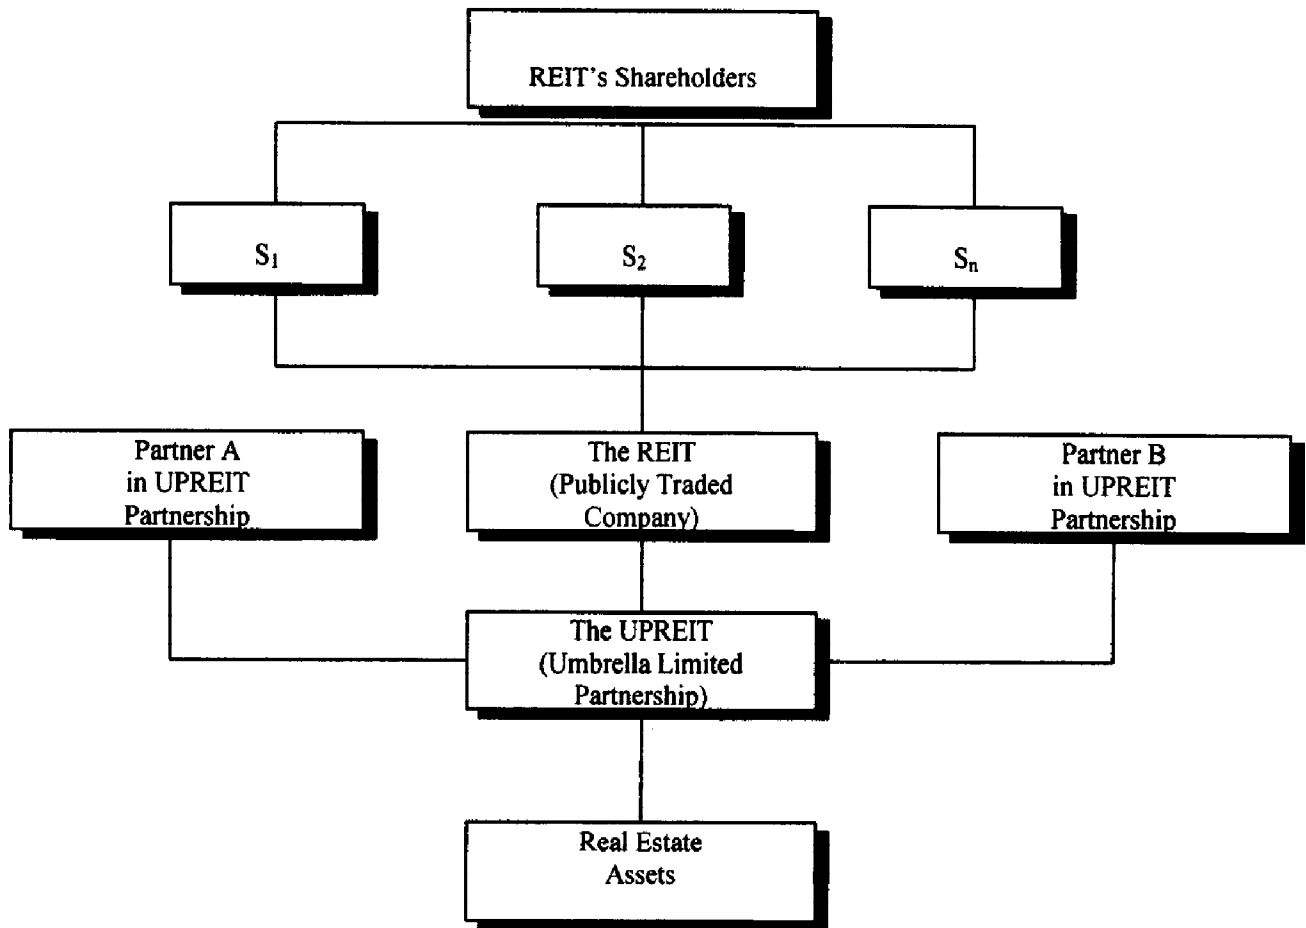 REIT's Shareholders
S₁
S₂
Sₙ
Partner A
in UPREIT
Partnership
The REIT
(Publicly Traded
Company)
Partner B
in UPREIT
Partnership
The UPREIT
(Umbrella Limited
Partnership)
Real Estate
Assets